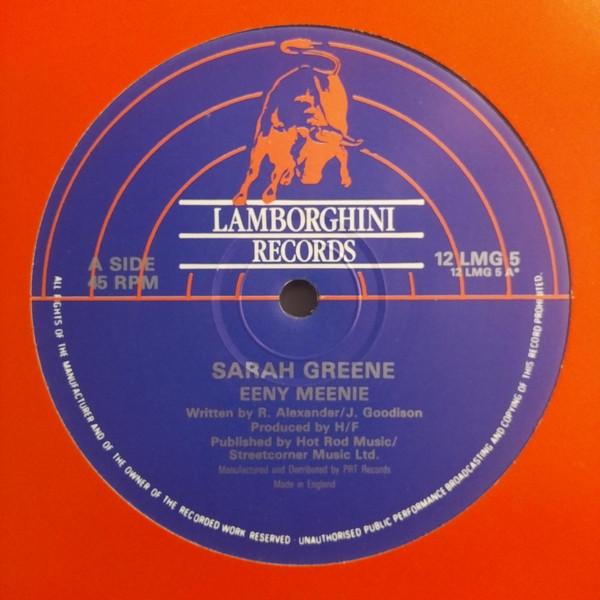 LAMBORGHINI
RECORDS
A SIDE
45 RPM
12 LMG 5
12 LMG 5 A*
SARAH GREENE
EENY MEENIE
Written by R. Alexander/J. Goodison
Produced by H/F
Published by Hot Rod Music/
Streetcorner Music Ltd.
Manufactured and Distributed by PRT Records
Made in England
ALL RIGHTS OF THE MANUFACTURER AND OF THE OWNER OF THE RECORDED WORK RESERVED · UNAUTHORISED PUBLIC PERFORMANCE BROADCASTING AND COPYING OF THIS RECORD PROHIBITED.